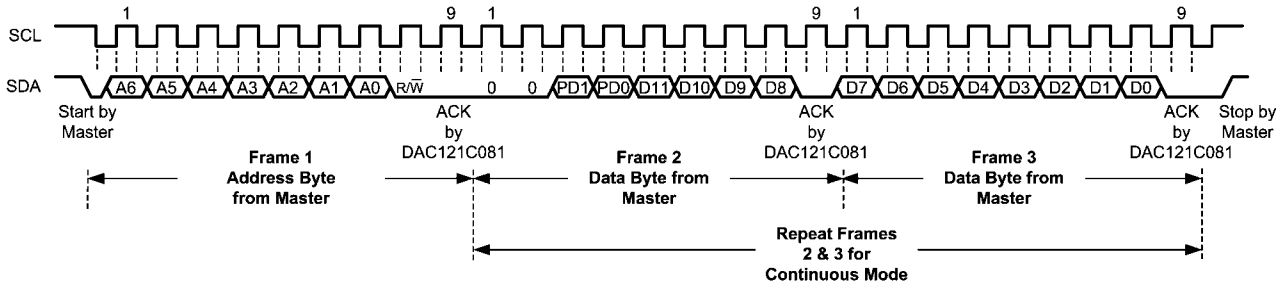 1 9 1 9 1 9
SCL
SDA A6 A5 A4 A3 A2 A1 A0 R/W̅ 0 0 PD1 PD0 D11 D10 D9 D8 D7 D6 D5 D4 D3 D2 D1 D0
Start by
Master
ACK
by
DAC121C081
ACK
by
DAC121C081
ACK
by
DAC121C081
Stop by
Master
Frame 1
Address Byte
from Master
Frame 2
Data Byte from
Master
Frame 3
Data Byte from
Master
Repeat Frames
2 & 3 for
Continuous Mode